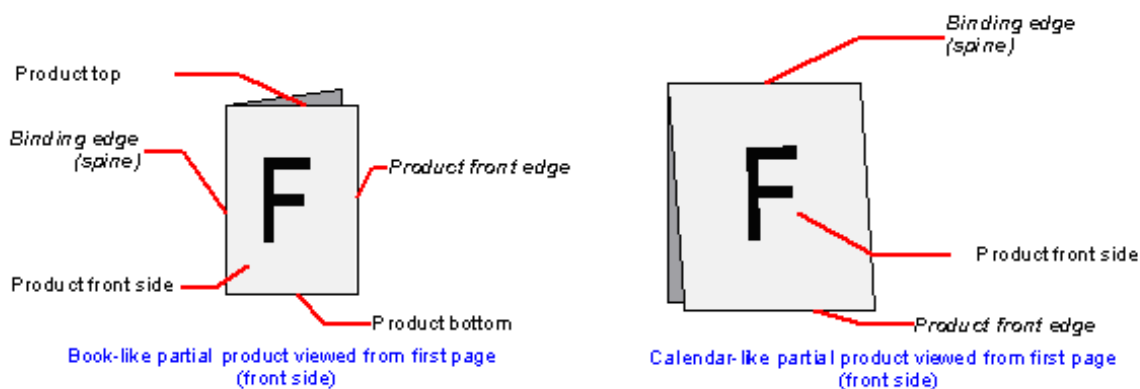 Product top
Binding edge
(spine)
F
Product front edge
Product front side
Product bottom
Book-like partial product viewed from first page
(front side)
Binding edge
(spine)
F
Product front side
Product front edge
Calendar-like partial product viewed from first page
(front side)